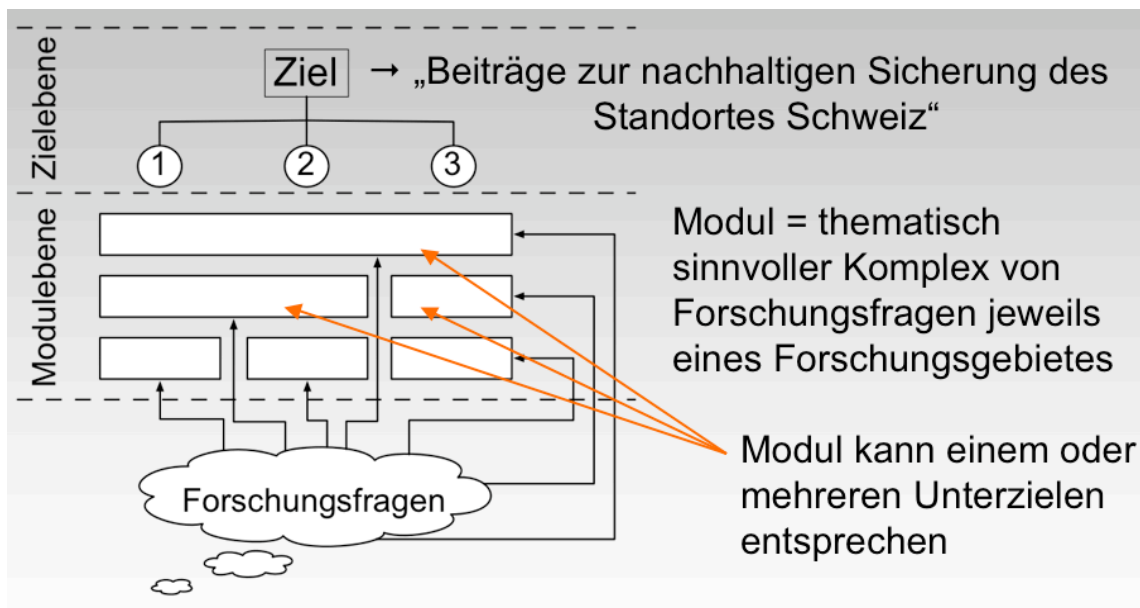 Zielebene
Ziel → „Beiträge zur nachhaltigen Sicherung des
Standortes Schweiz“
1 2 3
Modulebene
Modul = thematisch
sinnvoller Komplex von
Forschungsfragen jeweils
eines Forschungsgebietes
Modul kann einem oder
mehreren Unterzielen
entsprechen
Forschungsfragen